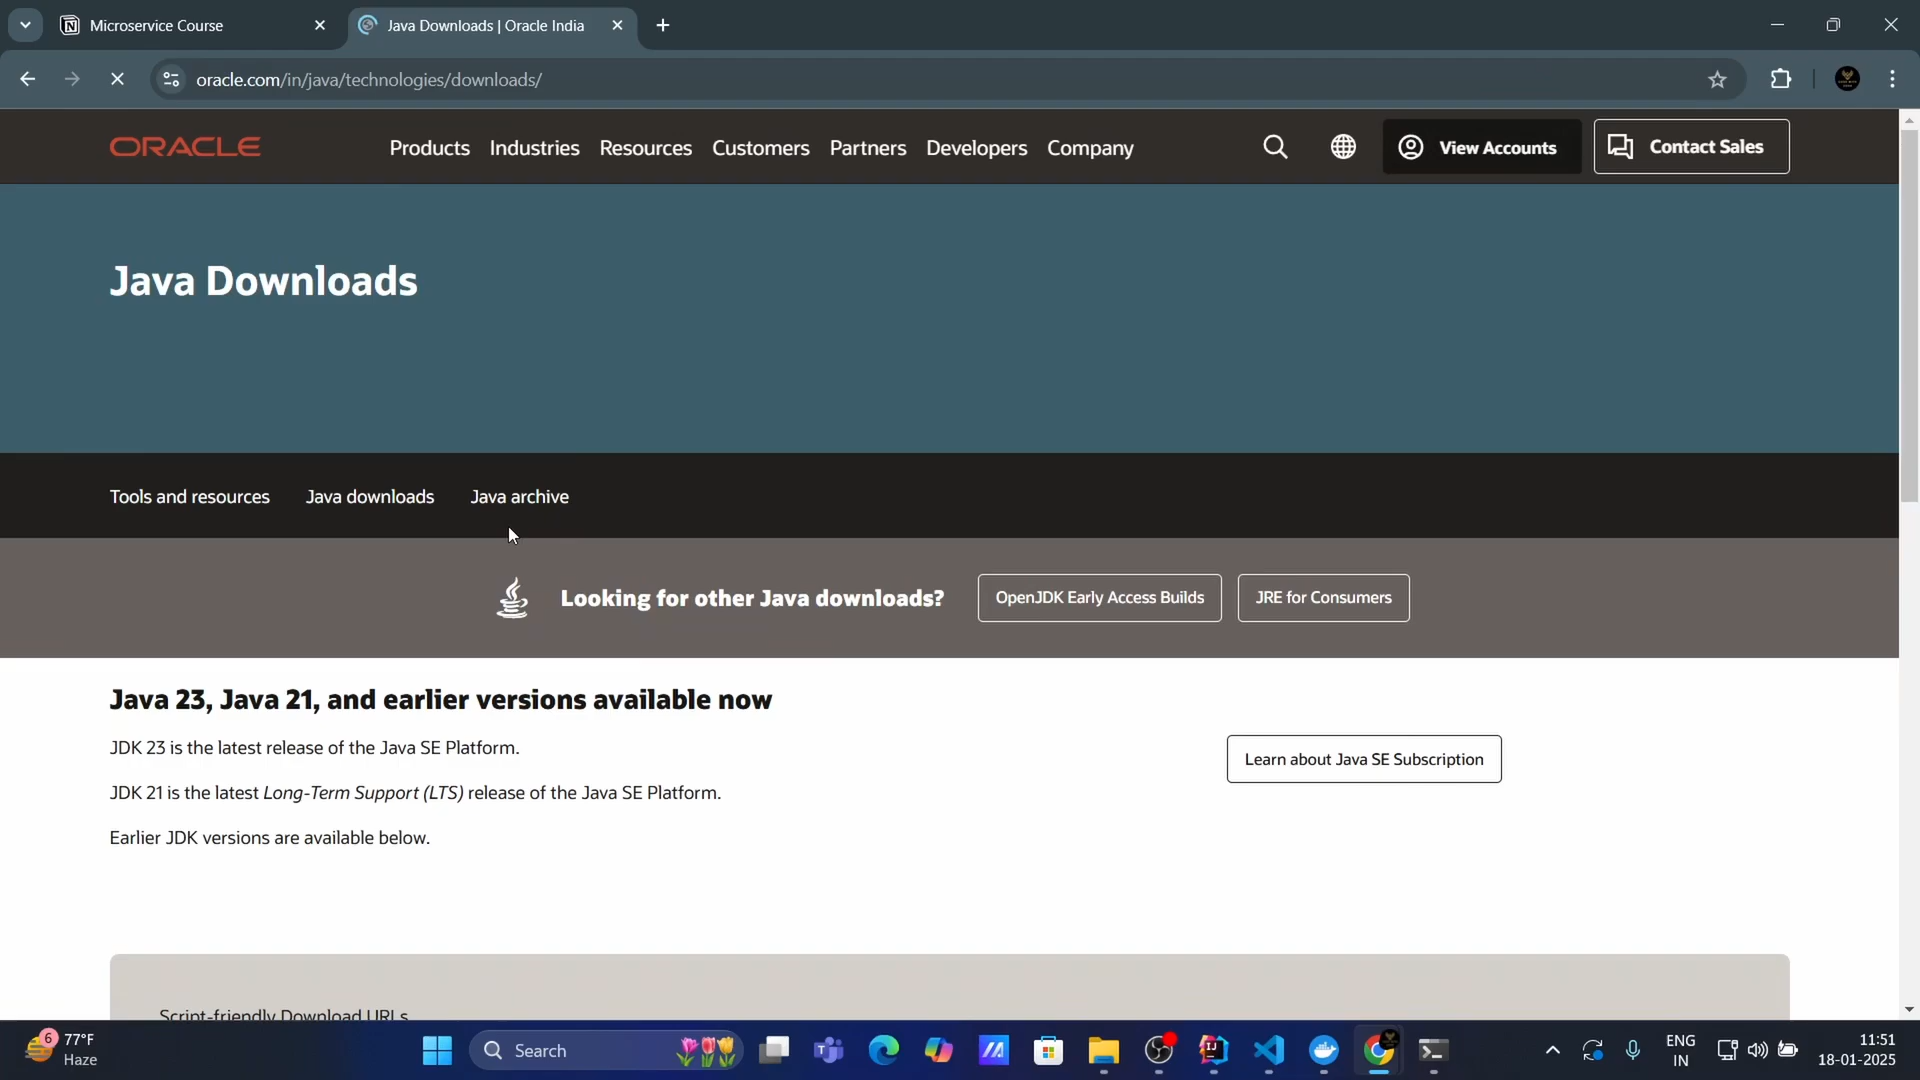 Microservice Course
Java Downloads | Oracle India
oracle.com/in/java/technologies/downloads/
ORACLE
Products
Industries
Resources
Customers
Partners
Developers
Company
View Accounts
Contact Sales
Java Downloads
Tools and resources
Java downloads
Java archive
Looking for other Java downloads?
OpenJDK Early Access Builds
JRE for Consumers
Java 23, Java 21, and earlier versions available now
JDK 23 is the latest release of the Java SE Platform.
Learn about Java SE Subscription
JDK 21 is the latest Long-Term Support (LTS) release of the Java SE Platform.
Earlier JDK versions are available below.
Script-friendly Download URLs
6
77°F
Haze
Search
ENG
IN
11:51
18-01-2025